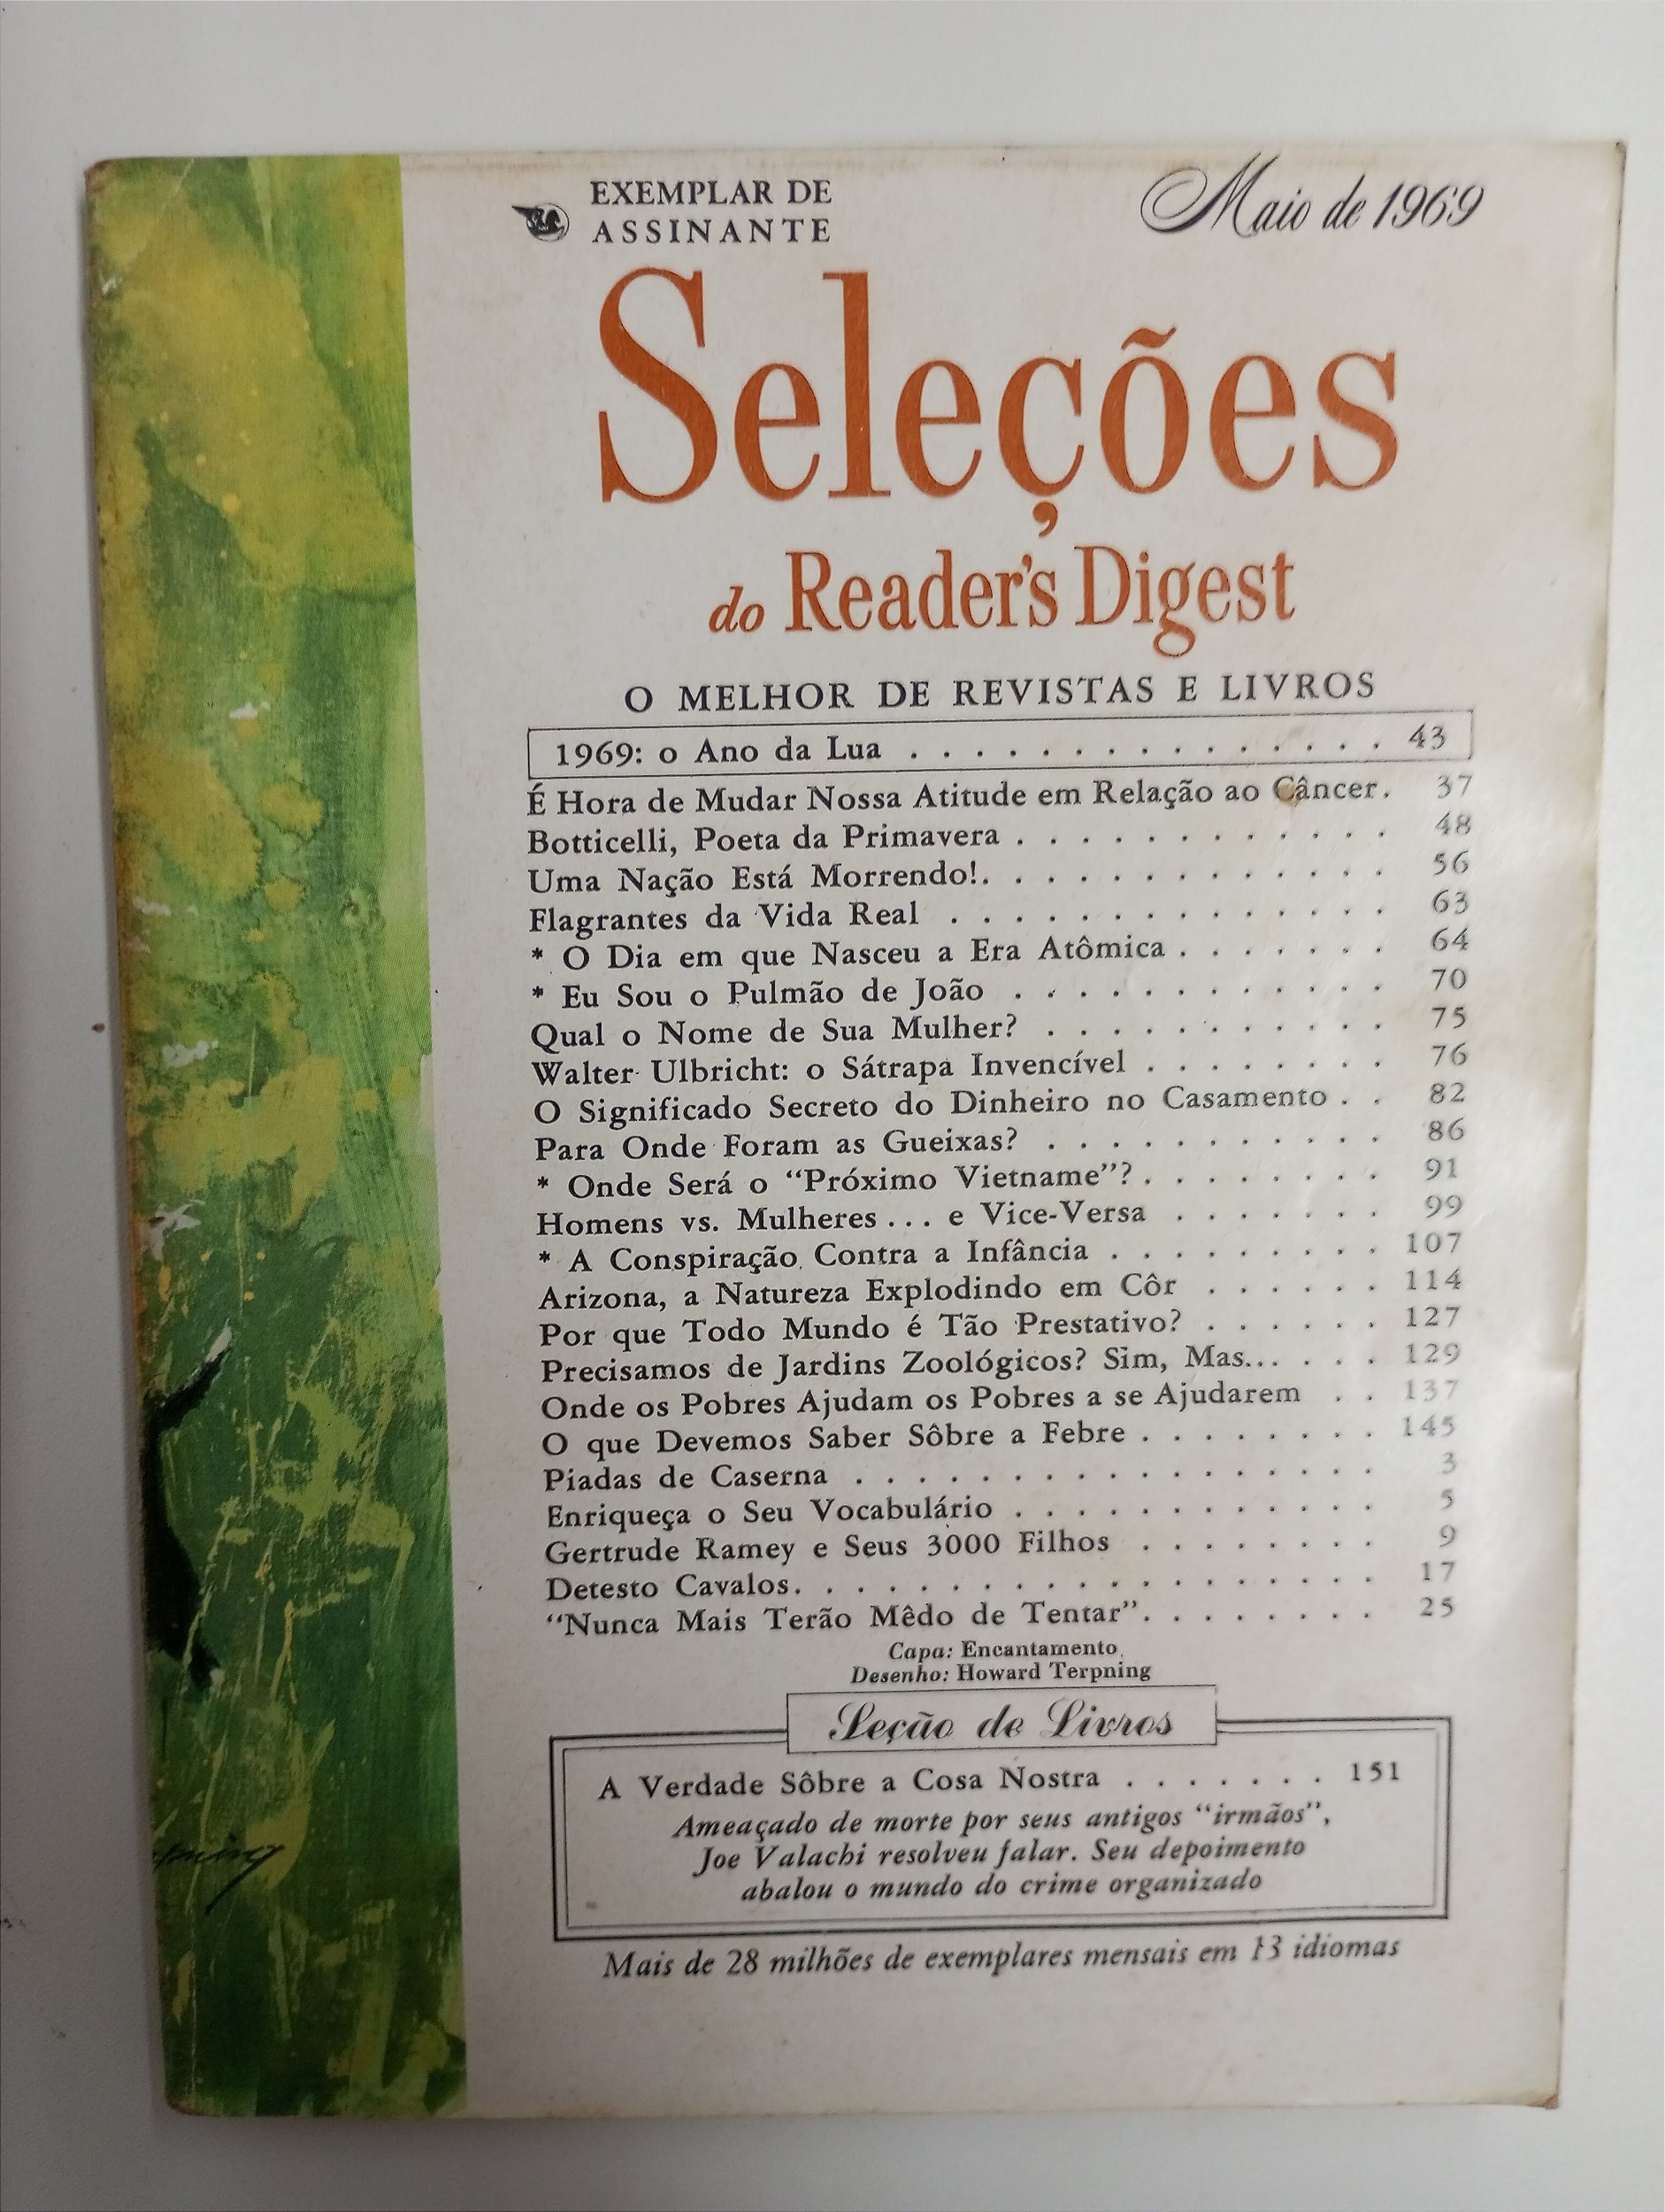 EXEMPLAR DE
ASSINANTE
Maio de 1969
Seleções
do Reader's Digest
O MELHOR DE REVISTAS E LIVROS
1969: o Ano da Lua . . . . . . . . . . . . . . . 43
É Hora de Mudar Nossa Atitude em Relação ao Câncer. 37
Botticelli, Poeta da Primavera . . . . . . . . . . . . 48
Uma Nação Está Morrendo!. . . . . . . . . . . . . 56
Flagrantes da Vida Real . . . . . . . . . . . . . . 63
* O Dia em que Nasceu a Era Atômica . . . . . . . 64
* Eu Sou o Pulmão de João . . . . . . . . . . . . 70
Qual o Nome de Sua Mulher? . . . . . . . . . . . 75
Walter Ulbricht: o Sátrapa Invencível . . . . . . . . 76
O Significado Secreto do Dinheiro no Casamento . . 82
Para Onde Foram as Gueixas? . . . . . . . . . . . 86
* Onde Será o “Próximo Vietname”? . . . . . . . . 91
Homens vs. Mulheres . . . e Vice-Versa . . . . . . . 99
* A Conspiração Contra a Infância . . . . . . . . . 107
Arizona, a Natureza Explodindo em Côr . . . . . . 114
Por que Todo Mundo é Tão Prestativo? . . . . . . 127
Precisamos de Jardins Zoológicos? Sim, Mas... . . . 129
Onde os Pobres Ajudam os Pobres a se Ajudarem . . 137
O que Devemos Saber Sôbre a Febre . . . . . . . . 145
Piadas de Caserna . . . . . . . . . . . . . . . . . 3
Enriqueça o Seu Vocabulário . . . . . . . . . . . . 5
Gertrude Ramey e Seus 3000 Filhos . . . . . . . . 9
Detesto Cavalos. . . . . . . . . . . . . . . . . . . 17
“Nunca Mais Terão Mêdo de Tentar”. . . . . . . . 25
Capa: Encantamento
Desenho: Howard Terpning
Seção de Livros
A Verdade Sôbre a Cosa Nostra . . . . . . . 151
Ameaçado de morte por seus antigos “irmãos”,
Joe Valachi resolveu falar. Seu depoimento
abalou o mundo do crime organizado
Mais de 28 milhões de exemplares mensais em 13 idiomas